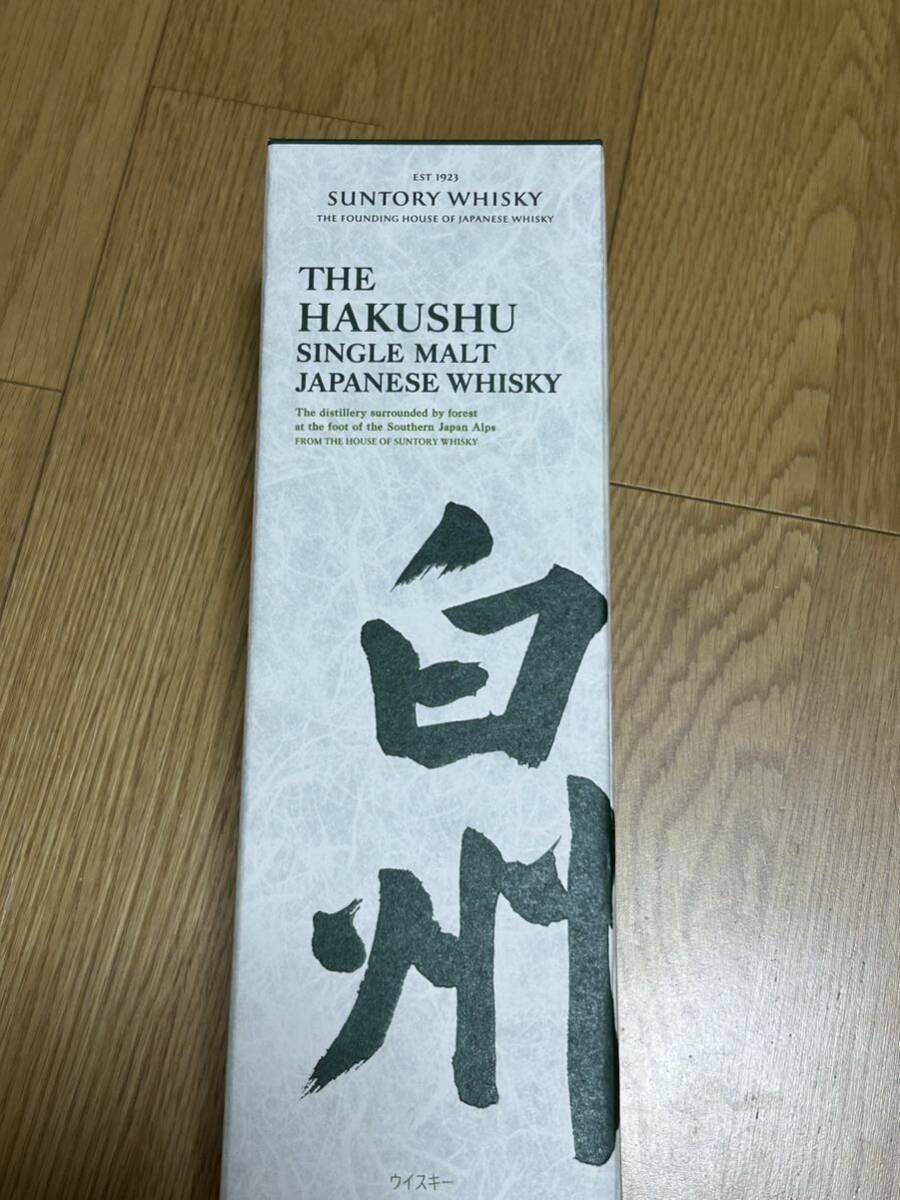 EST 1923
SUNTORY WHISKY
THE FOUNDING HOUSE OF JAPANESE WHISKY
THE
HAKUSHU
SINGLE MALT
JAPANESE WHISKY
The distillery surrounded by forest
at the foot of the Southern Japan Alps
FROM THE HOUSE OF SUNTORY WHISKY
白
州
ウイスキー